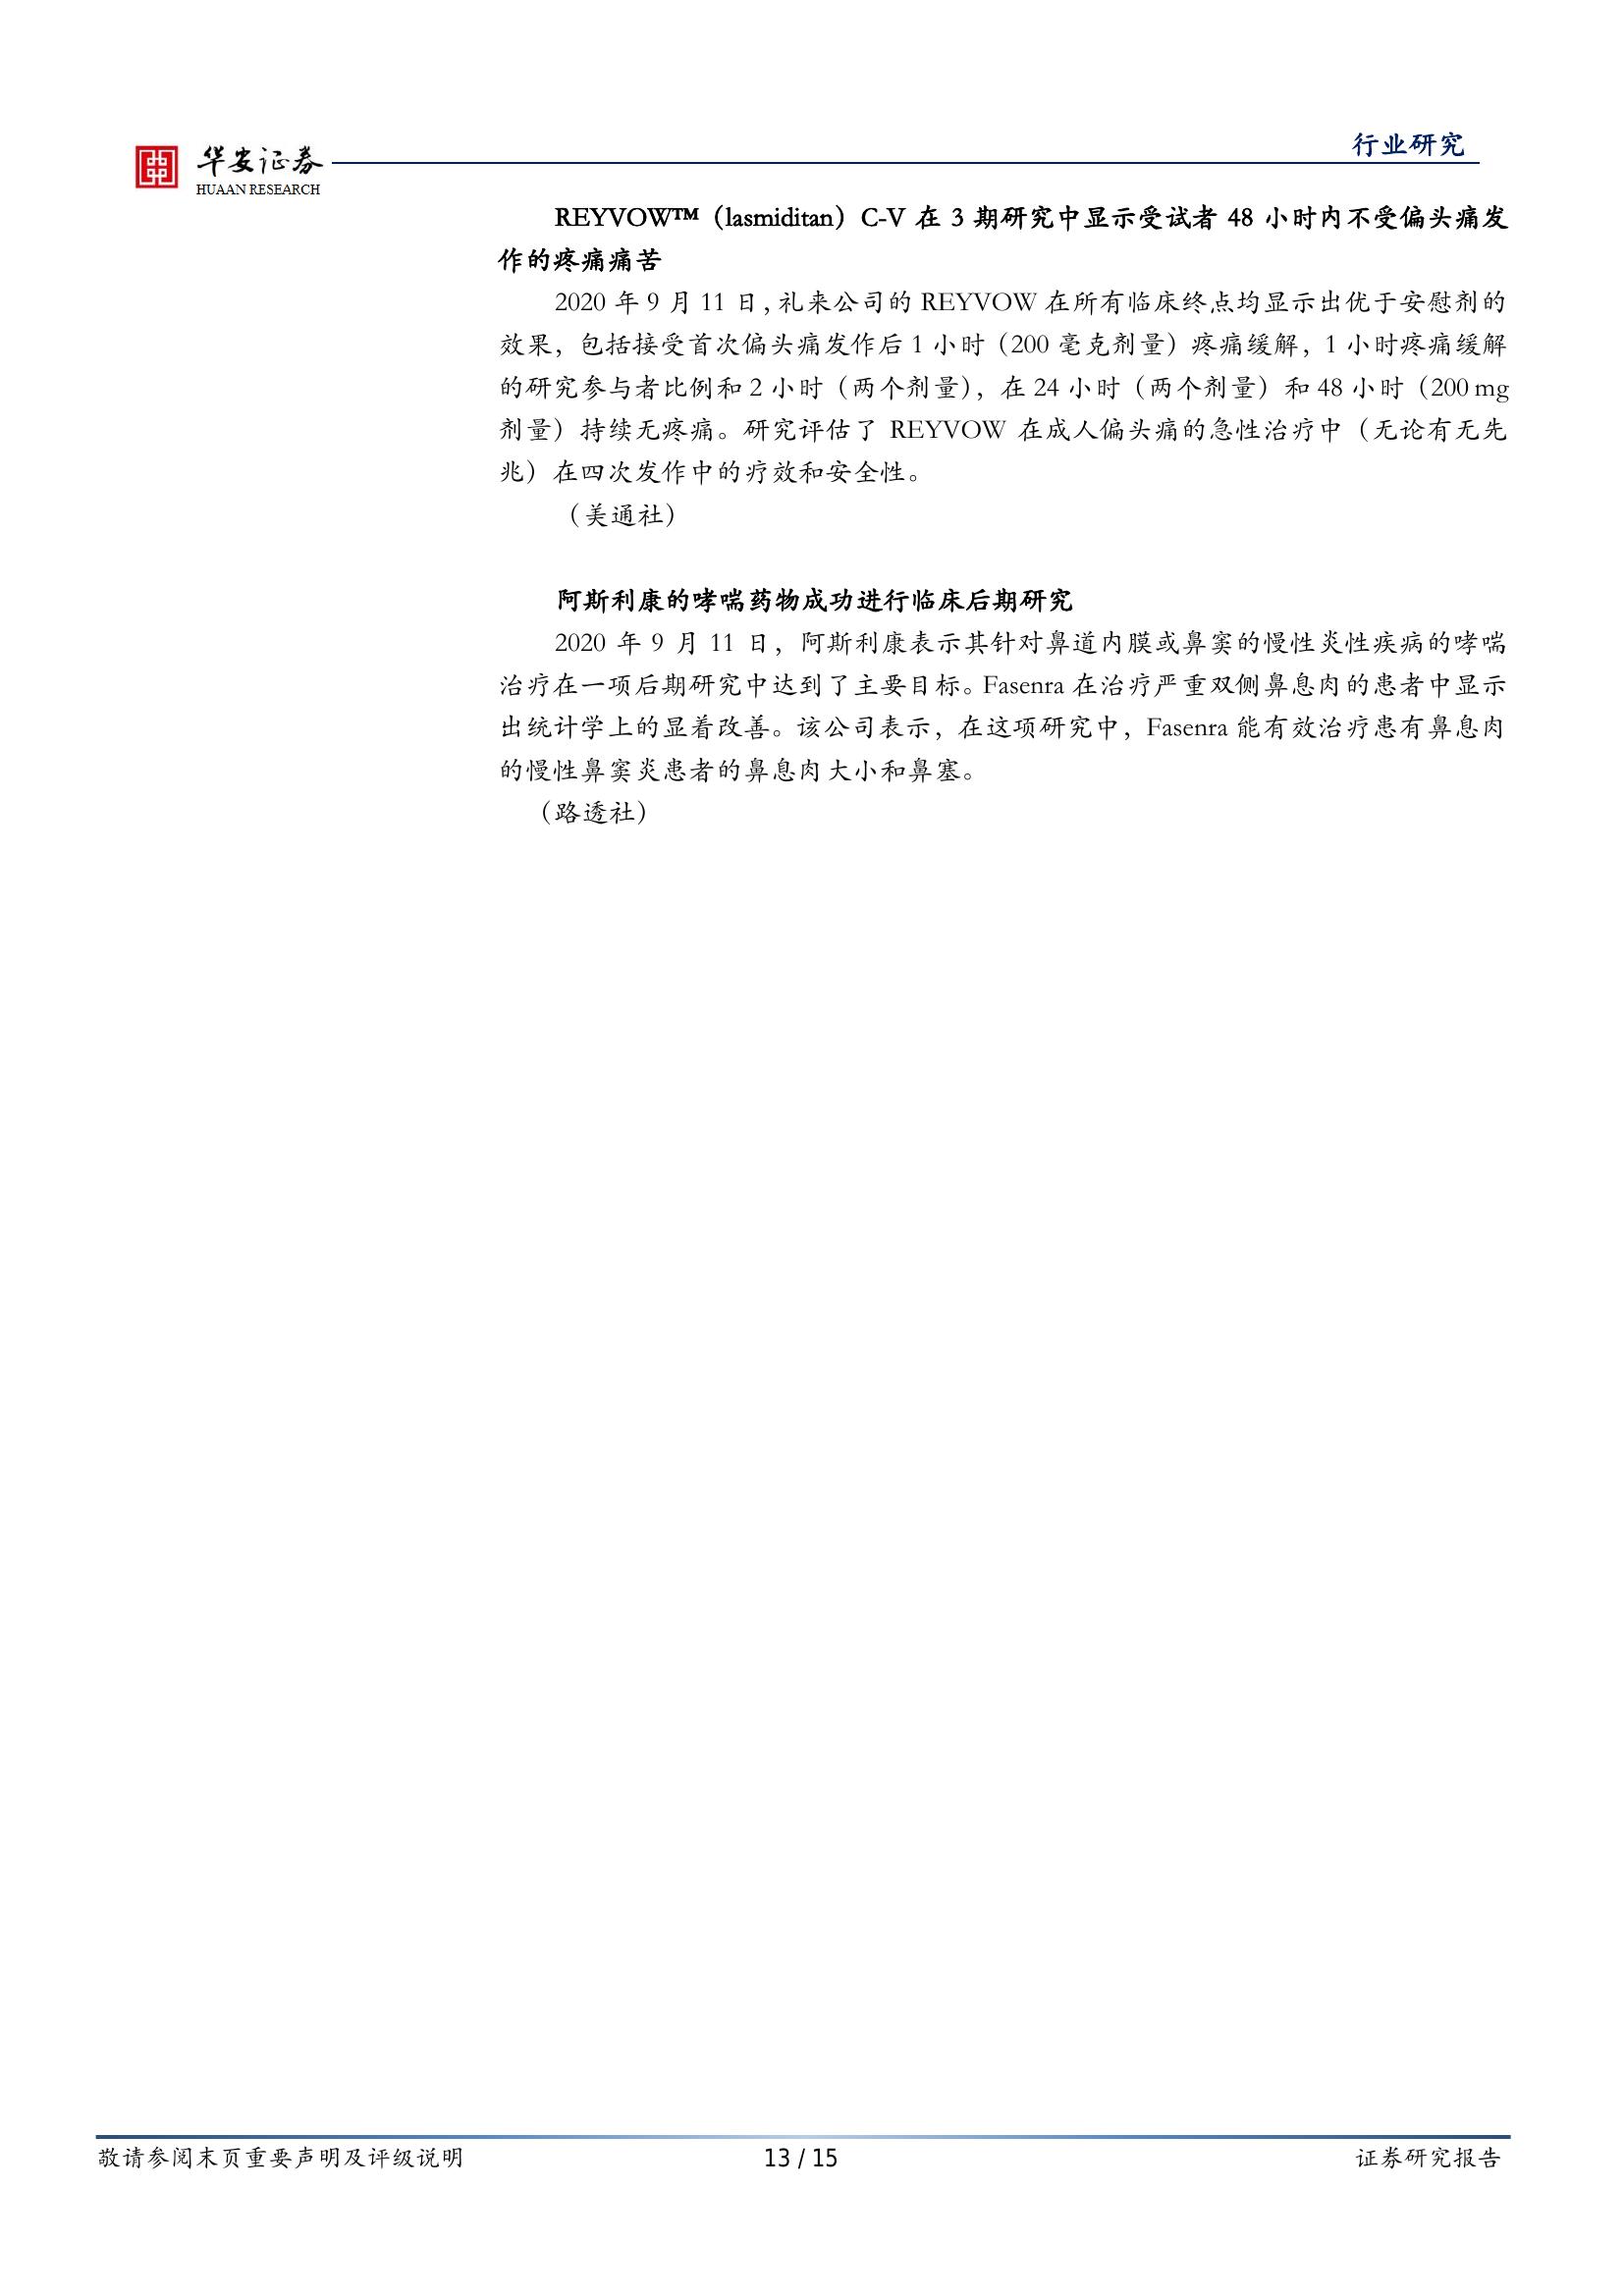 华安证券
HUAAN RESEARCH
行业研究
REYVOW™（lasmiditan）C-V 在 3 期研究中显示受试者 48 小时内不受偏头痛发
作的疼痛痛苦
2020 年 9 月 11 日，礼来公司的 REYVOW 在所有临床终点均显示出优于安慰剂的
效果，包括接受首次偏头痛发作后 1 小时（200 毫克剂量）疼痛缓解，1 小时疼痛缓解
的研究参与者比例和 2 小时（两个剂量），在 24 小时（两个剂量）和 48 小时（200 mg
剂量）持续无疼痛。研究评估了 REYVOW 在成人偏头痛的急性治疗中（无论有无先
兆）在四次发作中的疗效和安全性。
（美通社）
阿斯利康的哮喘药物成功进行临床后期研究
2020 年 9 月 11 日，阿斯利康表示其针对鼻道内膜或鼻窦的慢性炎性疾病的哮喘
治疗在一项后期研究中达到了主要目标。Fasenra 在治疗严重双侧鼻息肉的患者中显示
出统计学上的显着改善。该公司表示，在这项研究中，Fasenra 能有效治疗患有鼻息肉
的慢性鼻窦炎患者的鼻息肉大小和鼻塞。
（路透社）
敬请参阅末页重要声明及评级说明
13 / 15
证券研究报告